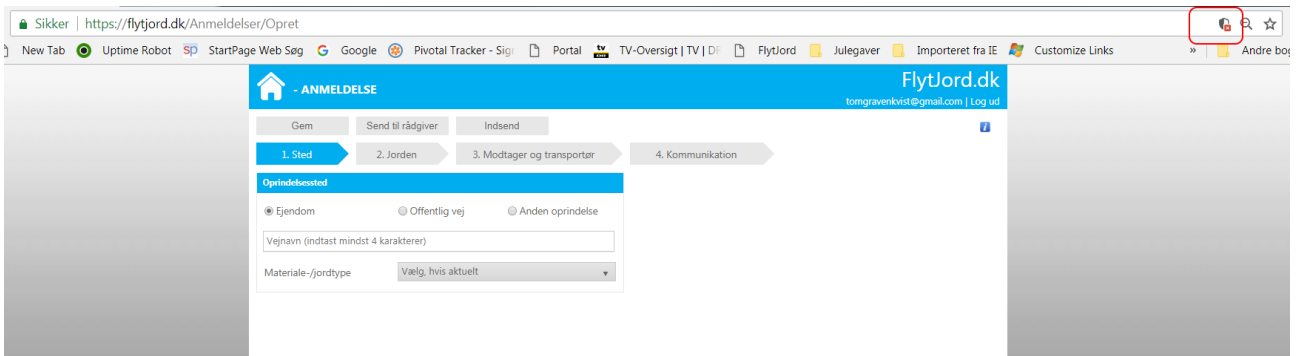 Sikker | https://flytjord.dk/Anmeldelser/Opret
New Tab Uptime Robot SP StartPage Web Søg G Google Pivotal Tracker - Sign Portal tv TV-Oversigt | TV | DR FlytJord Julegaver Importeret fra IE Customize Links » Andre bog
- ANMELDELSE FlytJord.dk
tomgravenkvist@gmail.com | Log ud
Gem Send til rådgiver Indsend i
1. Sted 2. Jorden 3. Modtager og transportør 4. Kommunikation
Oprindelsessted
Ejendom Offentlig vej Anden oprindelse
Vejnavn (indtast mindst 4 karakterer)
Materiale-/jordtype Vælg, hvis aktuelt